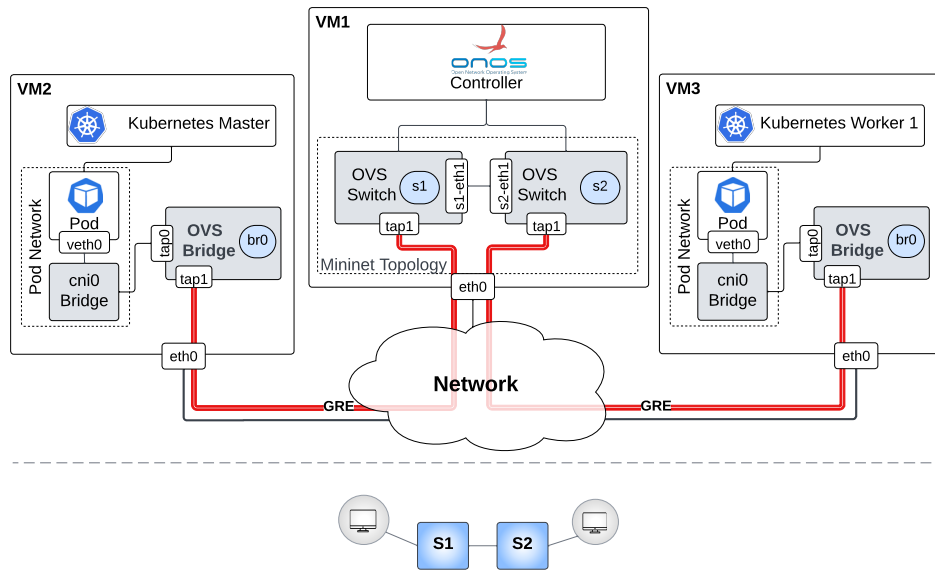 VM1
onos
Open Network Operating System
Controller
VM2
Kubernetes Master
Pod Network
Pod
veth0
cni0
Bridge
tap0
OVS
Bridge
br0
tap1
eth0
OVS
Switch
s1
s1-eth1
tap1
s2-eth1
OVS
Switch
s2
tap1
Mininet Topology
eth0
VM3
Kubernetes Worker 1
Pod Network
Pod
veth0
cni0
Bridge
tap0
OVS
Bridge
br0
tap1
eth0
Network
GRE
GRE
S1
S2